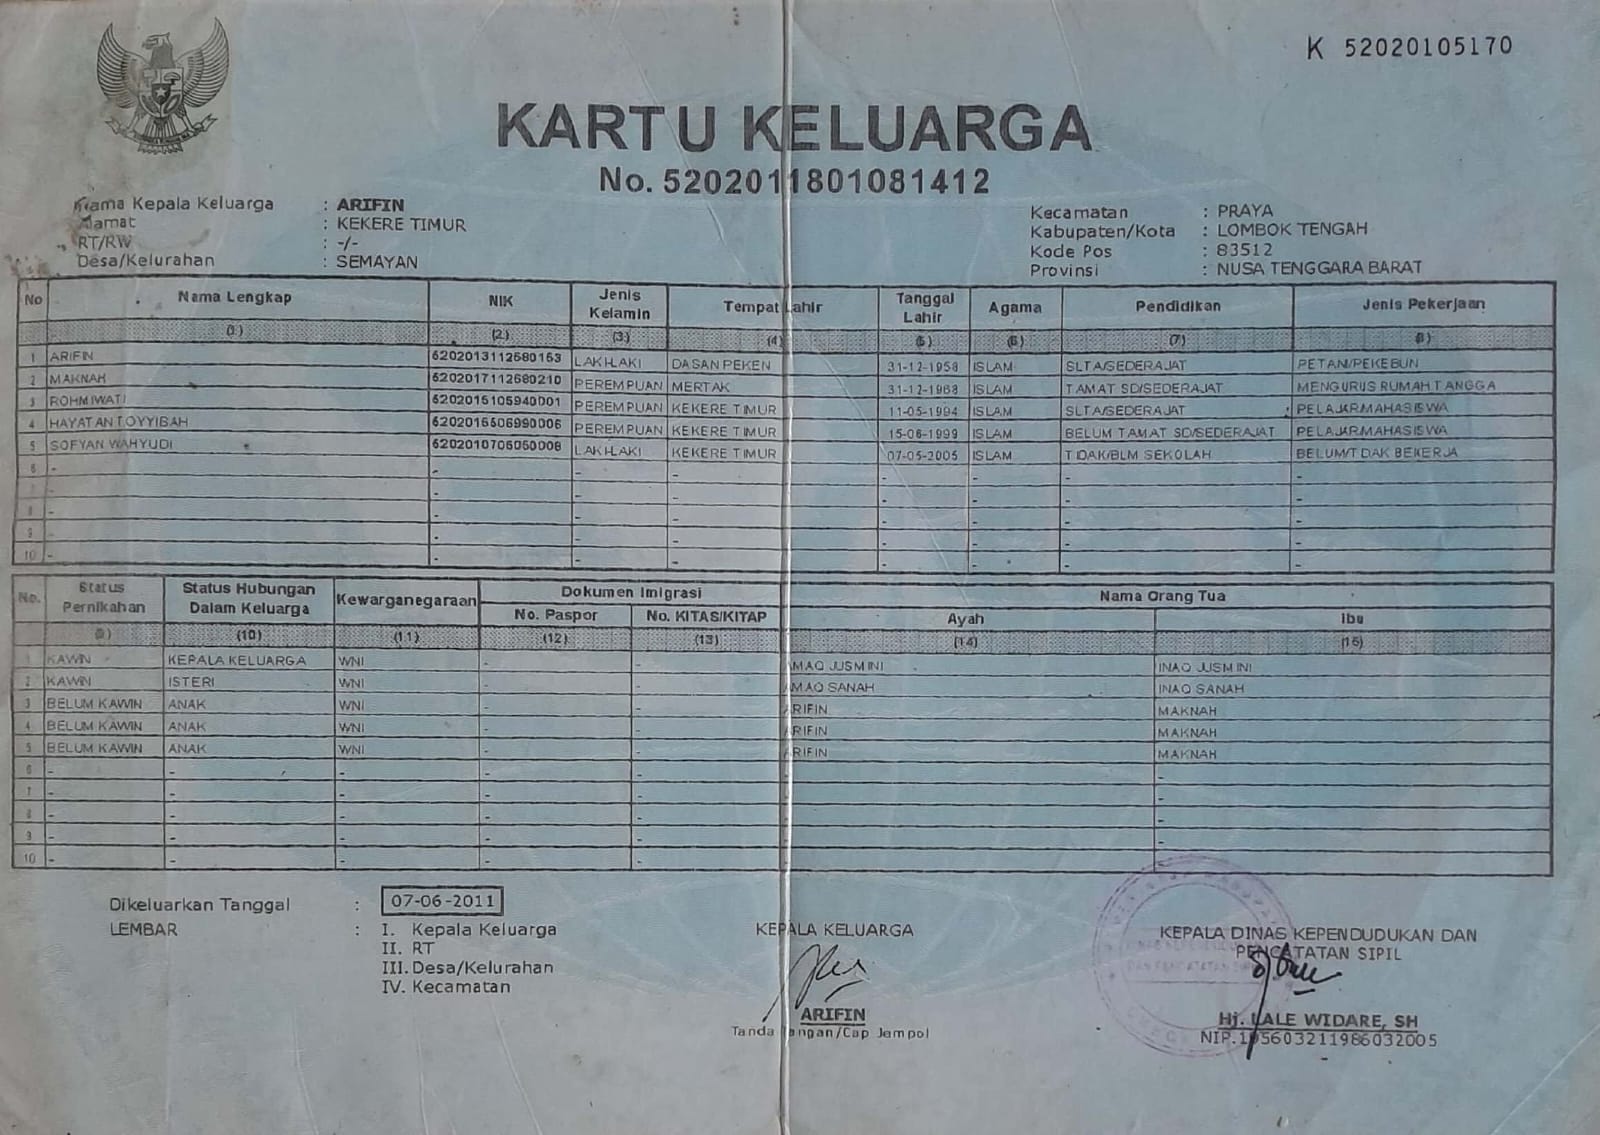 K 52020105170
KARTU KELUARGA
No. 5202011801081412
Nama Kepala Keluarga : ARIFIN
Alamat : KEKERE TIMUR
RT/RW : -/-
Desa/Kelurahan : SEMAYAN
Kecamatan : PRAYA
Kabupaten/Kota : LOMBOK TENGAH
Kode Pos : 83512
Provinsi : NUSA TENGGARA BARAT
No Nama Lengkap NIK Jenis Kelamin Tempat Lahir Tanggal Lahir Agama Pendidikan Jenis Pekerjaan
(1) (2) (3) (4) (5) (6) (7) (8)
1 ARIFIN 5202013112580153 LAKI-LAKI DASAN PEKEN 31-12-1958 ISLAM SLTA/SEDERAJAT PETANI/PEKEBUN
2 MAKNAH 5202017112680210 PEREMPUAN MERTAK 31-12-1968 ISLAM TAMAT SD/SEDERAJAT MENGURUS RUMAH TANGGA
3 ROHMIWATI 5202015105940001 PEREMPUAN KEKERE TIMUR 11-05-1994 ISLAM SLTA/SEDERAJAT PELAJAR/MAHASISWA
4 HAYATAN TOYYIBAH 5202015506990006 PEREMPUAN KEKERE TIMUR 15-06-1999 ISLAM BELUM TAMAT SD/SEDERAJAT PELAJAR/MAHASISWA
5 SOFYAN WAHYUDI 5202010705050008 LAKI-LAKI KEKERE TIMUR 07-05-2005 ISLAM TIDAK/BLM SEKOLAH BELUM/TIDAK BEKERJA
6 - - - - - - - -
7 - - - - - - - -
8 - - - - - - - -
9 - - - - - - - -
10 - - - - - - - -
No. Status Pernikahan Status Hubungan Dalam Keluarga Kewarganegaraan Dokumen Imigrasi Nama Orang Tua
No. Paspor No. KITAS/KITAP Ayah Ibu
(9) (10) (11) (12) (13) (14) (15)
1 KAWIN KEPALA KELUARGA WNI - - AMAQ JUSMINI INAQ JUSMINI
2 KAWIN ISTERI WNI - - AMAQ SANAH INAQ SANAH
3 BELUM KAWIN ANAK WNI - - ARIFIN MAKNAH
4 BELUM KAWIN ANAK WNI - - ARIFIN MAKNAH
5 BELUM KAWIN ANAK WNI - - ARIFIN MAKNAH
6 - - - - - - -
7 - - - - - - -
8 - - - - - - -
9 - - - - - - -
10 - - - - - - -
Dikeluarkan Tanggal : 07-06-2011
LEMBAR : I. Kepala Keluarga
II. RT
III. Desa/Kelurahan
IV. Kecamatan
KEPALA KELUARGA
ARIFIN
Tanda Tangan/Cap Jempol
KEPALA DINAS KEPENDUDUKAN DAN
PENCATATAN SIPIL
Hj. LALE WIDARE, SH
NIP.195603211986032005